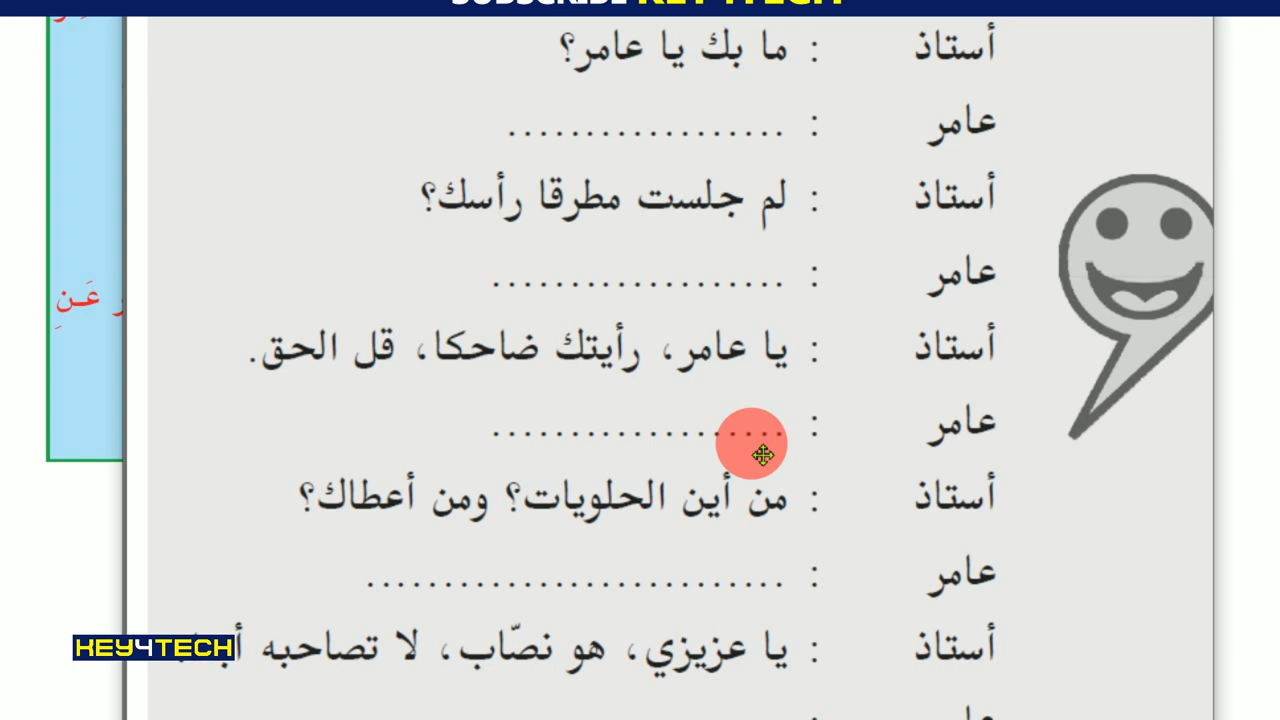 SUBSCRIBE KEY4TECH
أستاذ : ما بك يا عامر؟
عامر : ..................
أستاذ : لم جلست مطرقا رأسك؟
عامر : ...................
أستاذ : يا عامر، رأيتك ضاحكا، قل الحق.
عَنِ
عامر : ...................
أستاذ : من أين الحلويات؟ ومن أعطاك؟
عامر : ...........................
أستاذ : يا عزيزي، هو نصّاب، لا تصاحبه
KEY4TECH